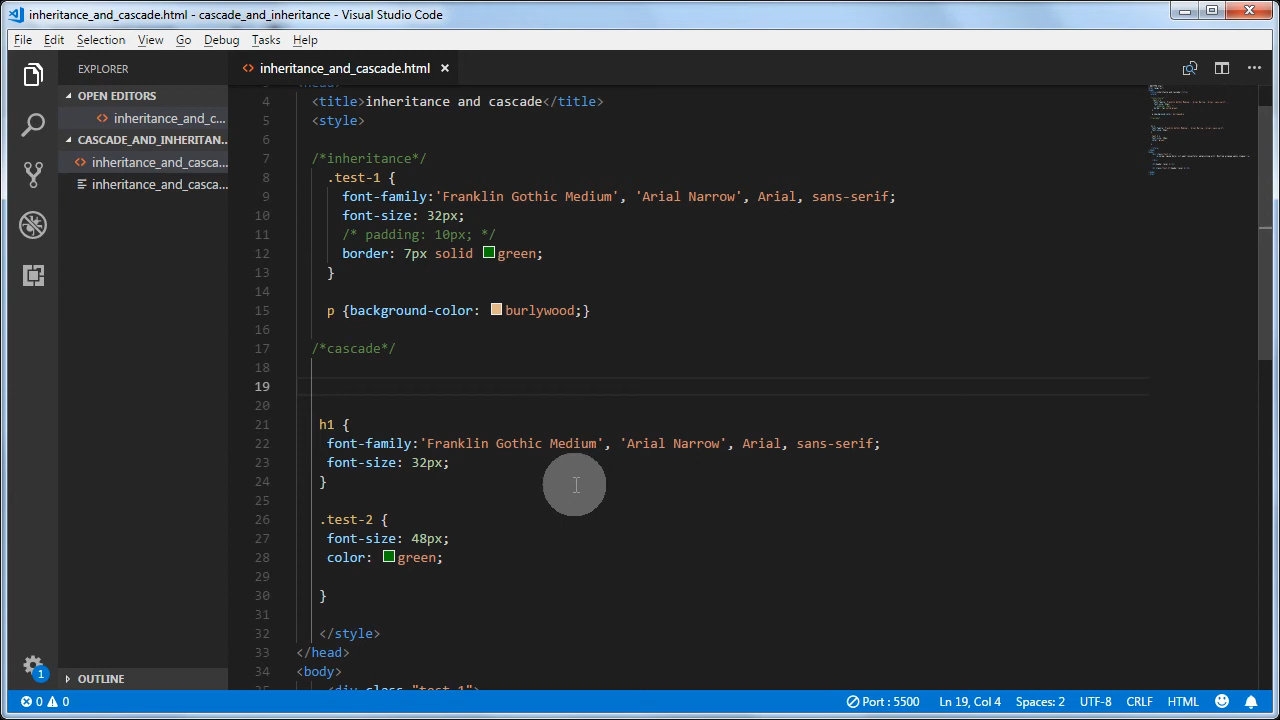 inheritance_and_cascade.html - cascade_and_inheritance - Visual Studio Code
File Edit Selection View Go Debug Tasks Help
EXPLORER
inheritance_and_cascade.html
OPEN EDITORS
inheritance_and_c...
CASCADE_AND_INHERITAN...
inheritance_and_casca...
inheritance_and_casca...
4 <title>inheritance and cascade</title>
5 <style>
6
7 /*inheritance*/
8 .test-1 {
9 font-family:'Franklin Gothic Medium', 'Arial Narrow', Arial, sans-serif;
10 font-size: 32px;
11 /* padding: 10px; */
12 border: 7px solid green;
13 }
14
15 p {background-color: burlywood;}
16
17 /*cascade*/
18
19
20
21 h1 {
22 font-family:'Franklin Gothic Medium', 'Arial Narrow', Arial, sans-serif;
23 font-size: 32px;
24 }
25
26 .test-2 {
27 font-size: 48px;
28 color: green;
29
30 }
31
32 </style>
33 </head>
34 <body>
OUTLINE
1
0 0
Port : 5500
Ln 19, Col 4
Spaces: 2
UTF-8
CRLF
HTML